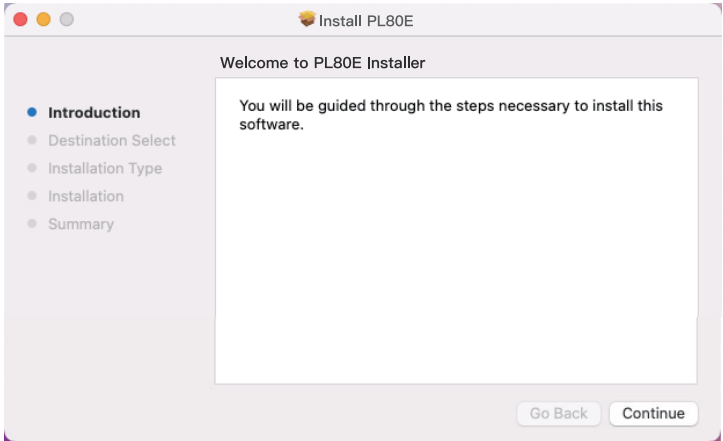 Install PL80E
Welcome to PL80E Installer
Introduction
Destination Select
Installation Type
Installation
Summary
You will be guided through the steps necessary to install this
software.
Go Back
Continue